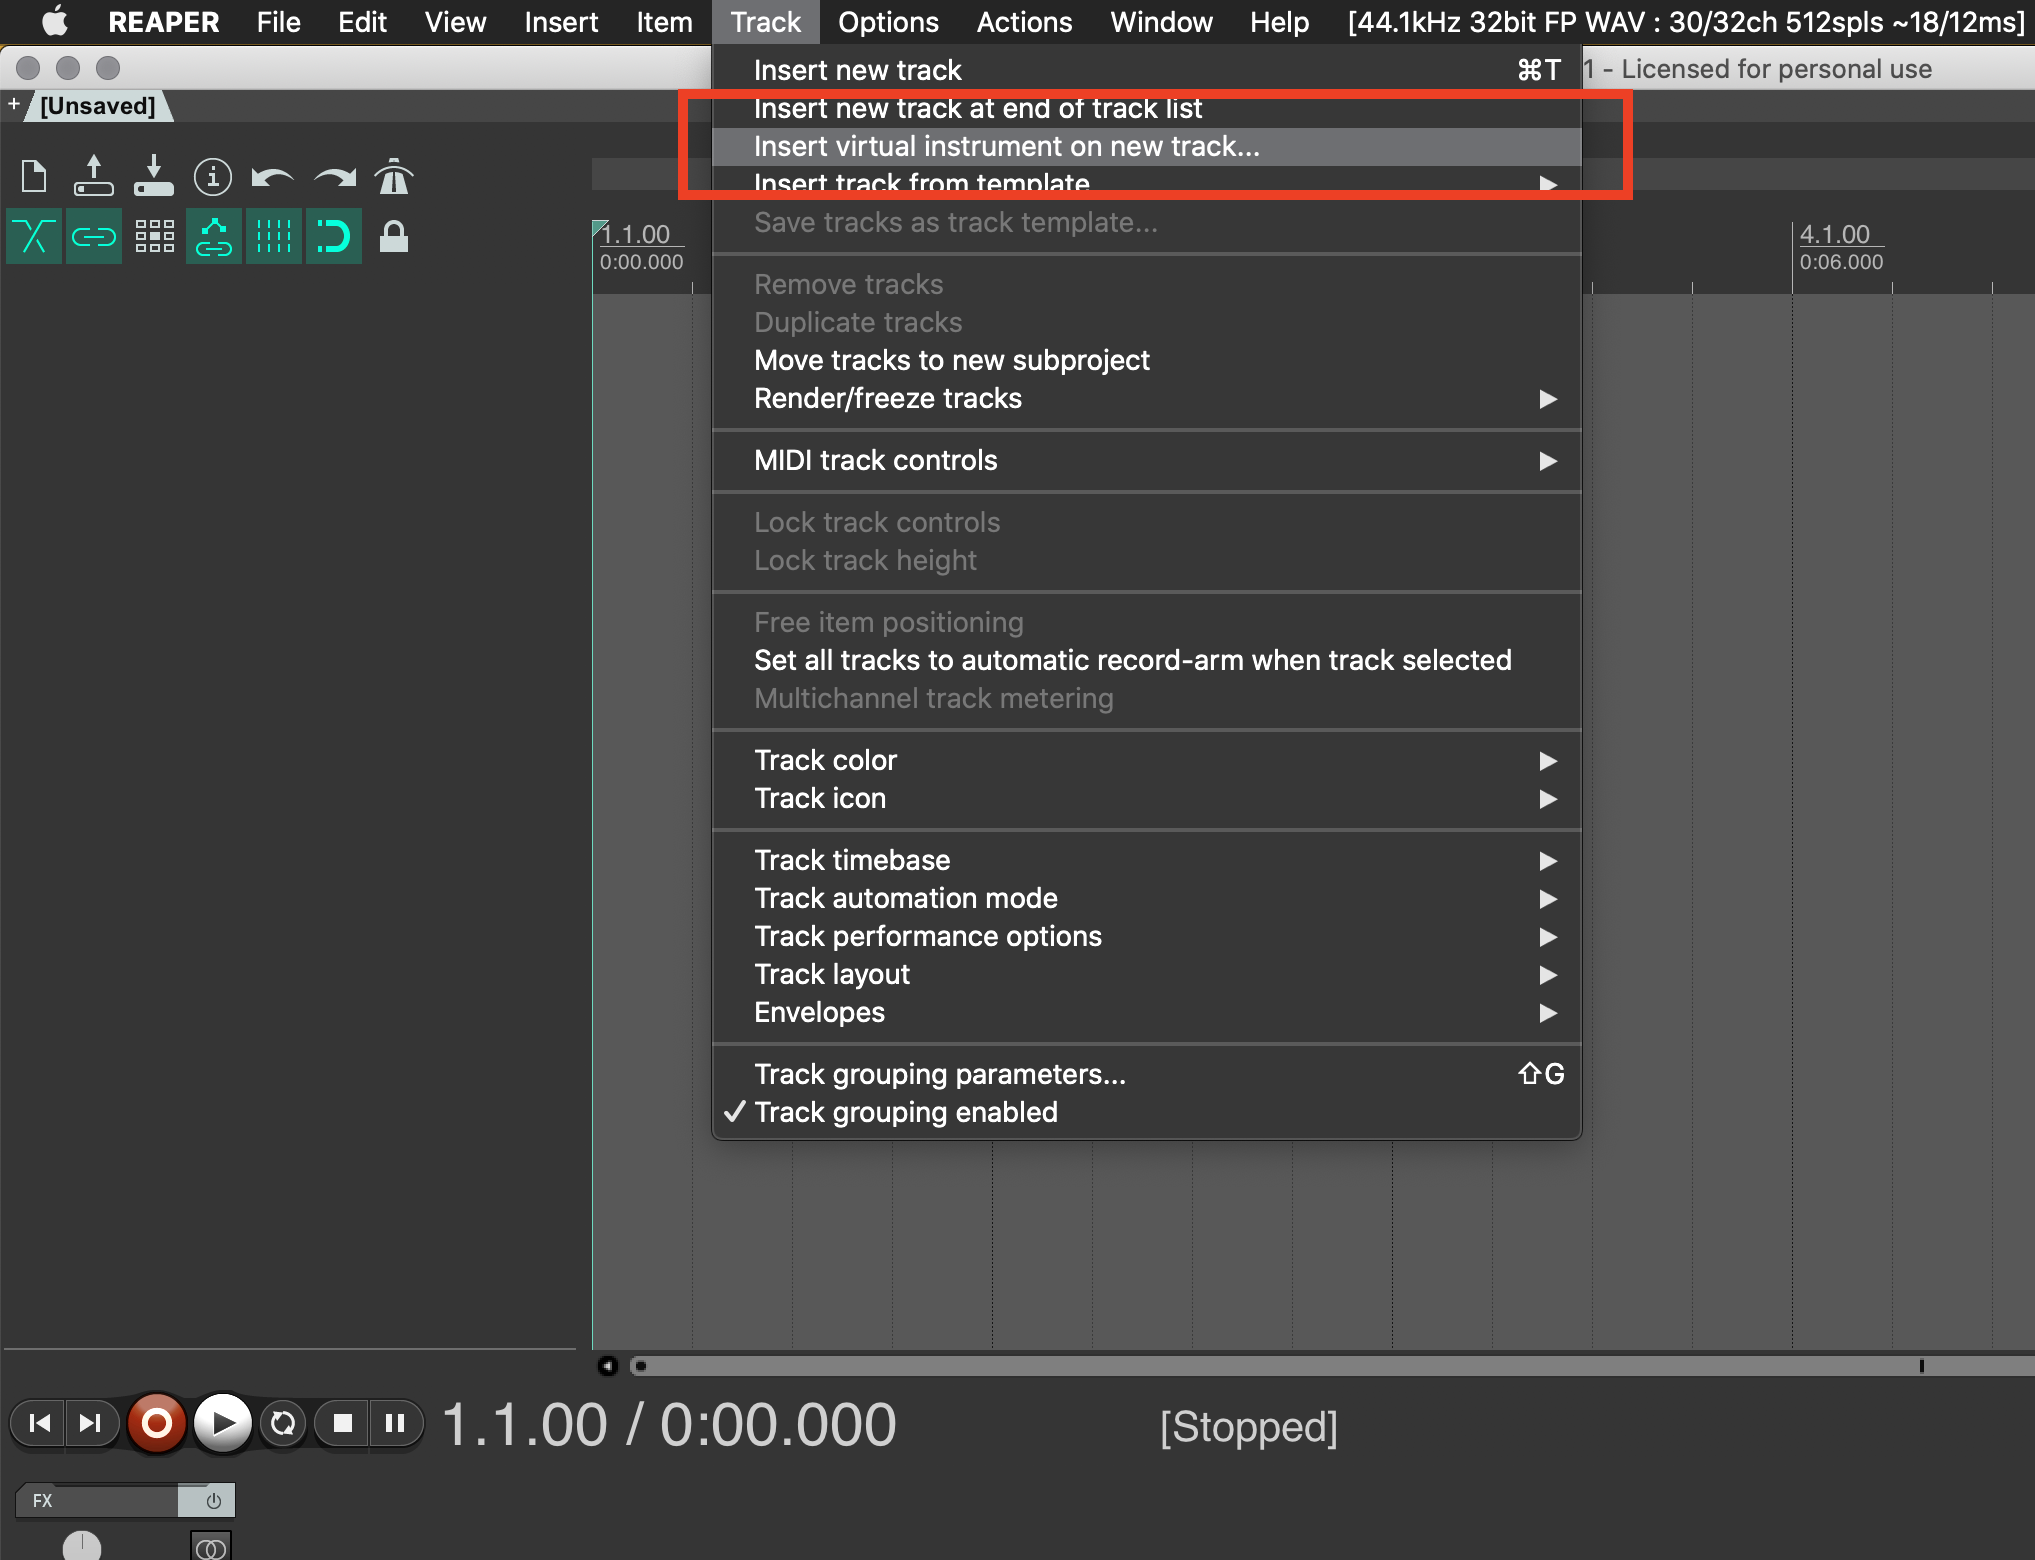 REAPER File Edit View Insert Item Track Options Actions Window Help [44.1kHz 32bit FP WAV : 30/32ch 512spls ~18/12ms]
1 - Licensed for personal use
+ [Unsaved]
Insert new track ⌘T
Insert new track at end of track list
Insert virtual instrument on new track...
Insert track from template
Save tracks as track template...
Remove tracks
Duplicate tracks
Move tracks to new subproject
Render/freeze tracks
MIDI track controls
Lock track controls
Lock track height
Free item positioning
Set all tracks to automatic record-arm when track selected
Multichannel track metering
Track color
Track icon
Track timebase
Track automation mode
Track performance options
Track layout
Envelopes
Track grouping parameters... ⇧G
✓ Track grouping enabled
1.1.00
0:00.000
4.1.00
0:06.000
1.1.00 / 0:00.000
[Stopped]
FX